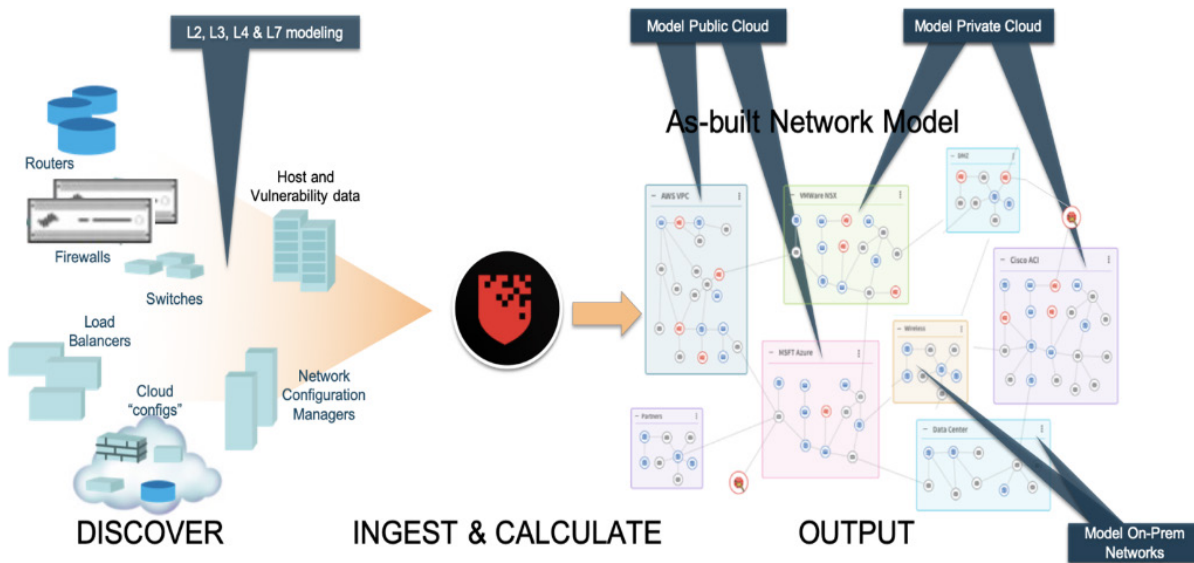 L2, L3, L4 & L7 modeling
Model Public Cloud
Model Private Cloud
As-built Network Model
Routers
Host and
Vulnerability data
Firewalls
Switches
Load
Balancers
Cloud
“configs”
Network
Configuration
Managers
AWS VPC
VMWare NSX
DMZ
Cisco ACI
Wireless
MSFT Azure
Partners
Data Center
DISCOVER
INGEST & CALCULATE
OUTPUT
Model On-Prem
Networks